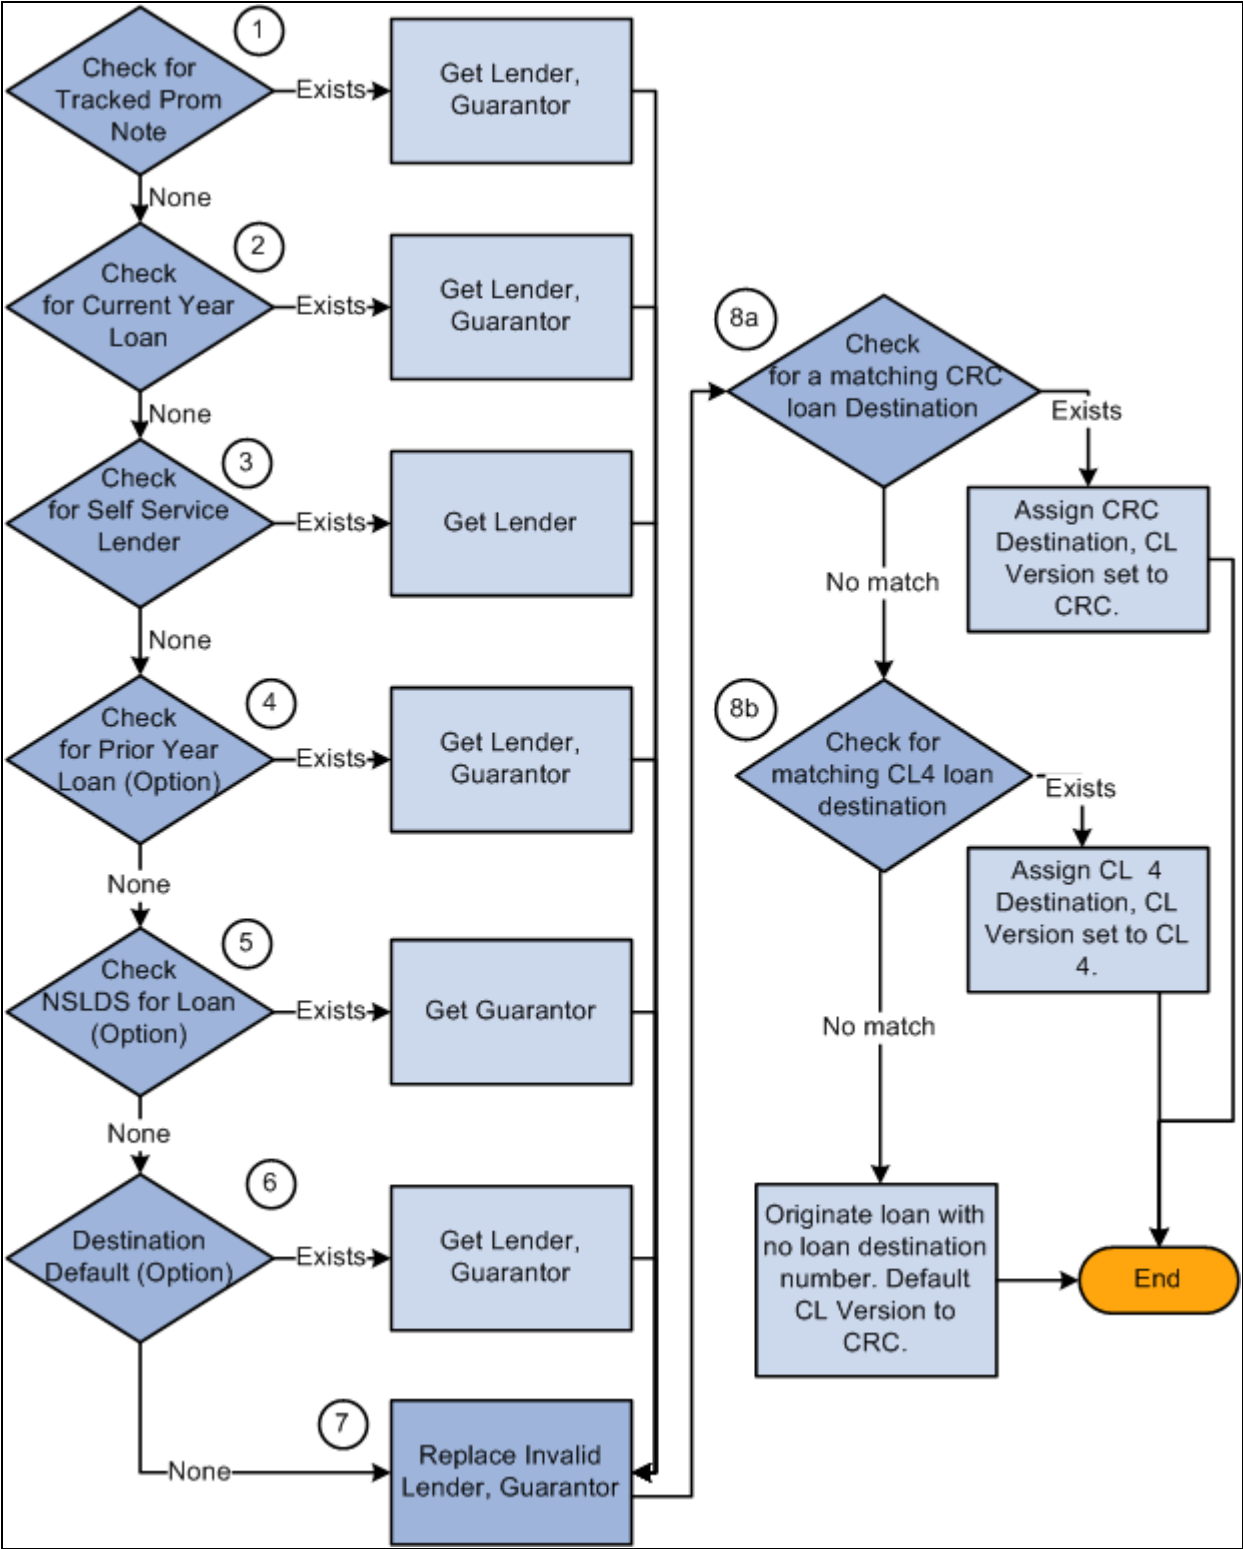 1
Check for
Tracked Prom
Note
Exists
Get Lender,
Guarantor
None
2
Check
for Current Year
Loan
Exists
Get Lender,
Guarantor
None
3
Check
for Self Service
Lender
Exists
Get Lender
None
4
Check
for Prior Year
Loan (Option)
Exists
Get Lender,
Guarantor
None
5
Check
NSLDS for Loan
(Option)
Exists
Get Guarantor
None
6
Destination
Default (Option)
Exists
Get Lender,
Guarantor
None
7
Replace Invalid
Lender, Guarantor
8a
Check
for a matching CRC
loan Destination
Exists
Assign CRC
Destination, CL
Version set to
CRC.
No match
8b
Check for
matching CL4 loan
destination
Exists
Assign CL 4
Destination, CL
Version set to CL
4.
No match
Originate loan with
no loan destination
number. Default
CL Version to
CRC.
End